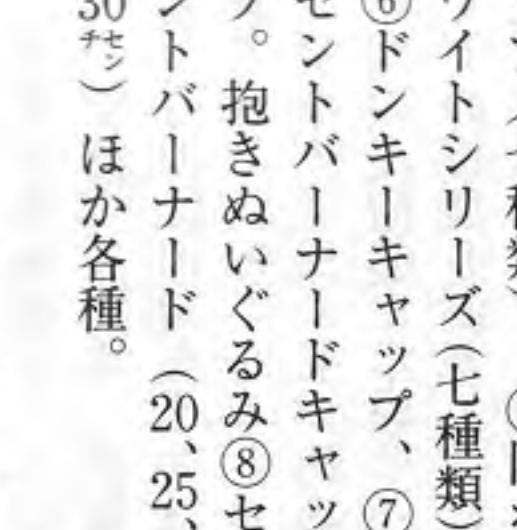 ワイトシリーズ(七種類)
⑥ドンキーキャップ、⑦
セントバーナードキャッ
プ。抱きぬいぐるみ⑧セ
ントバーナード(20、25、
30センチ)ほか各種。